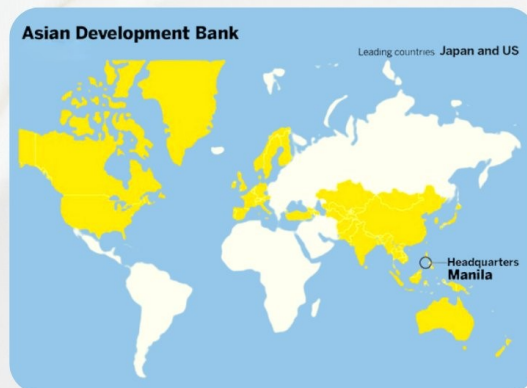 Asian Development Bank
Leading countries Japan and US
Headquarters
Manila